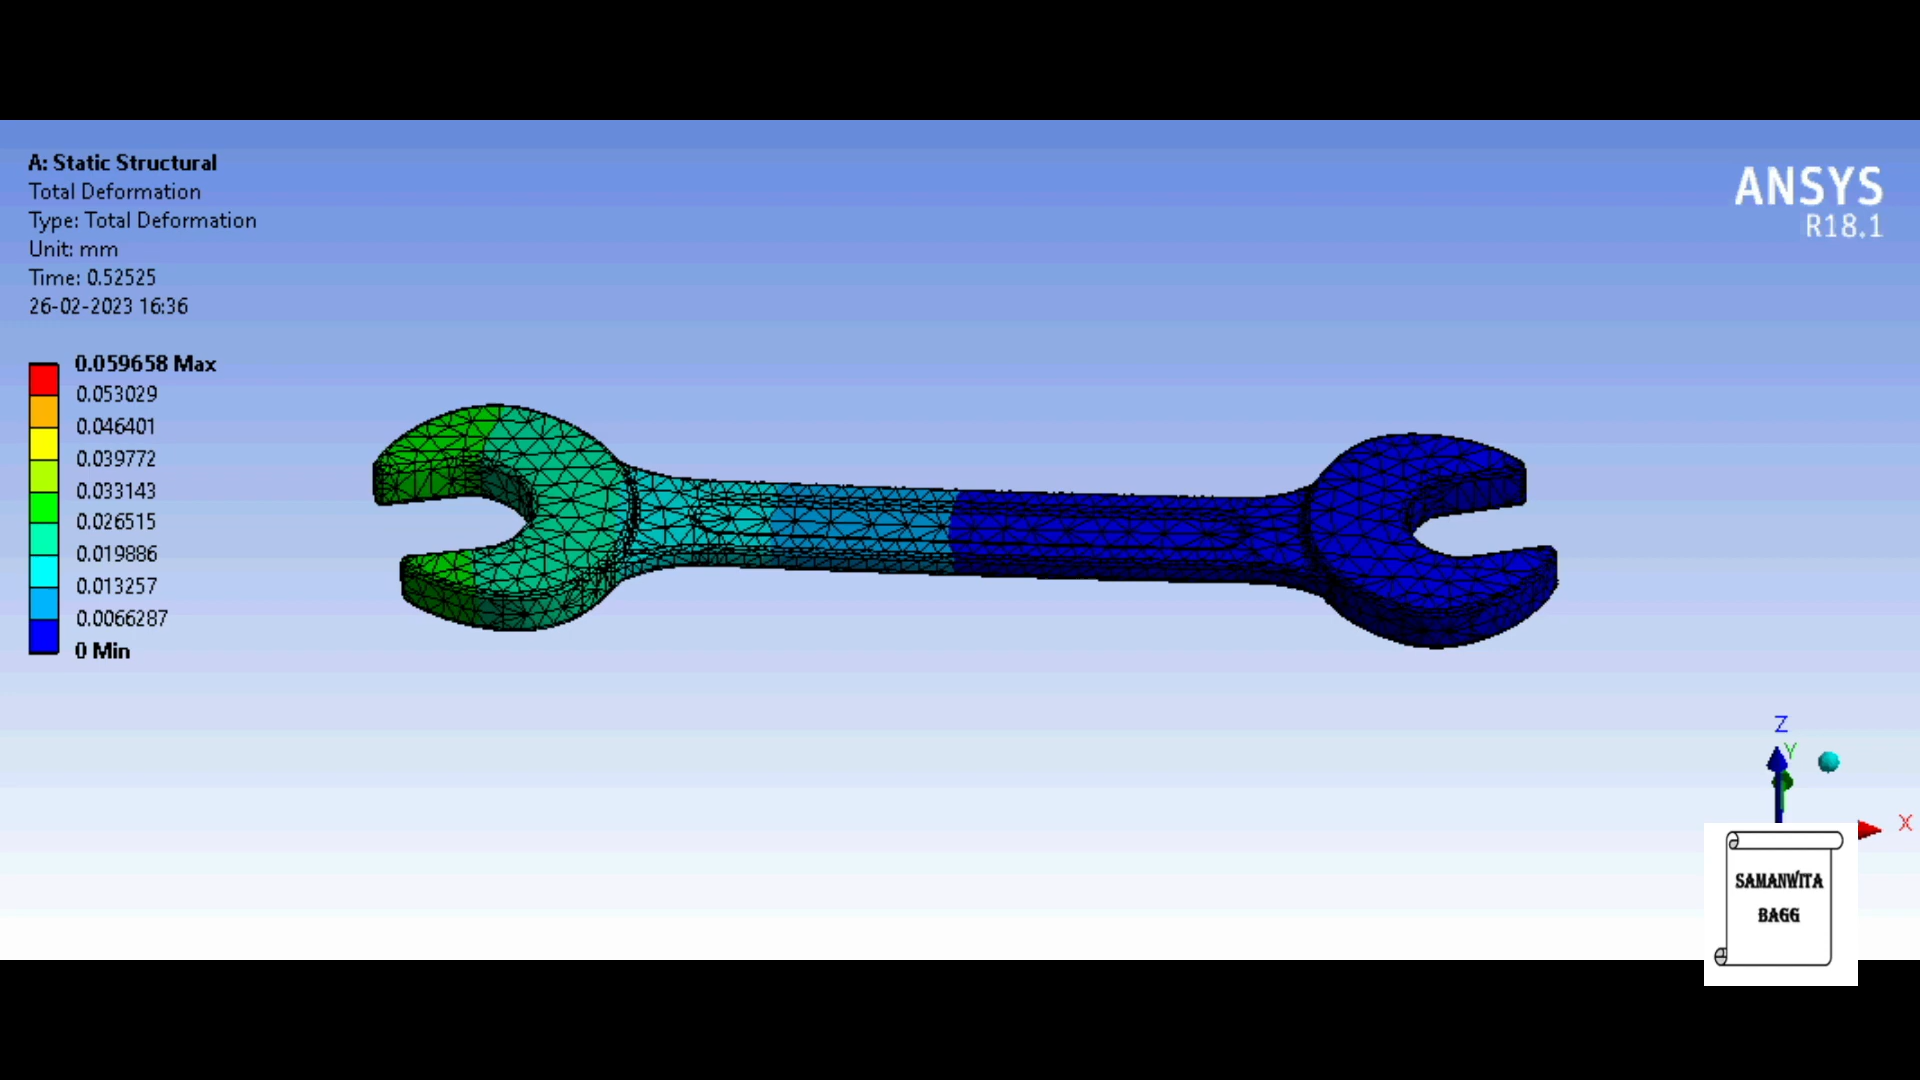 A: Static Structural
Total Deformation
Type: Total Deformation
Unit: mm
Time: 0.52525
26-02-2023 16:36
ANSYS
R18.1
0.059658 Max
0.053029
0.046401
0.039772
0.033143
0.026515
0.019886
0.013257
0.0066287
0 Min
Z
Y
X
SAMANWITA
BAGG